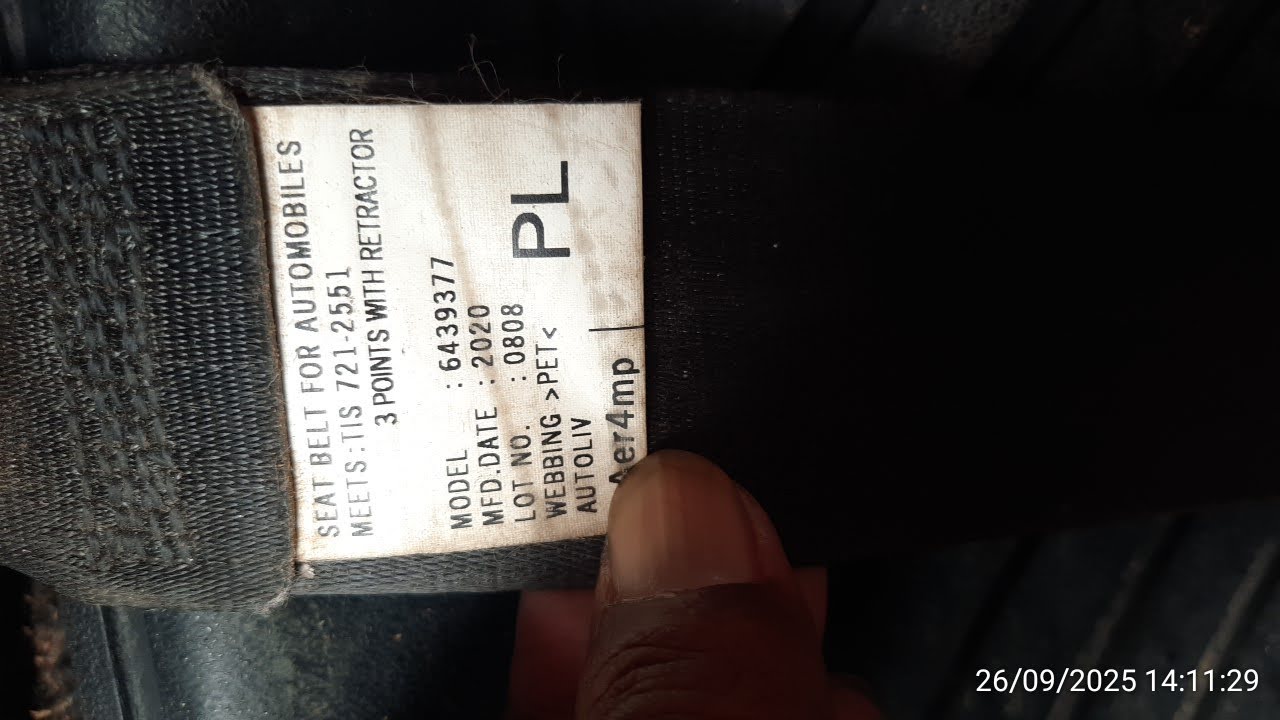 SEAT BELT FOR AUTOMOBILES
MEETS:TIS 721-2551
3 POINTS WITH RETRACTOR
MODEL : 6439377
MFD.DATE : 2020
LOT NO. : 0808
WEBBING >PET<
AUTOLIV
PL
er4mp
26/09/2025 14:11:29